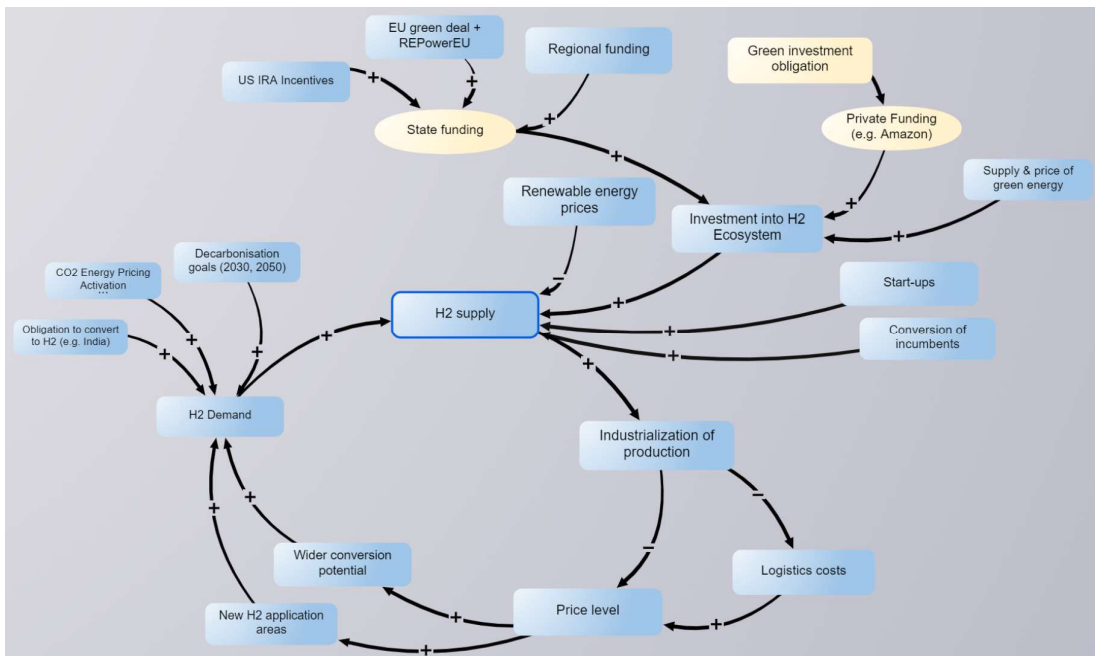 EU green deal +
REPowerEU
Regional funding
Green investment
obligation
US IRA Incentives
+
+
+
State funding
Private Funding
(e.g. Amazon)
+
Supply & price of
green energy
Renewable energy
prices
+
Investment into H2
Ecosystem
+
Decarbonisation
goals (2030, 2050)
CO2 Energy Pricing
Activation
...
−
Start-ups
H2 supply
+
Obligation to convert
to H2 (e.g. India)
+
+
+
+
+
Conversion of
incumbents
+
+
H2 Demand
Industrialization of
production
+
+
−
−
Wider conversion
potential
Logistics costs
New H2 application
areas
Price level
+
+
+